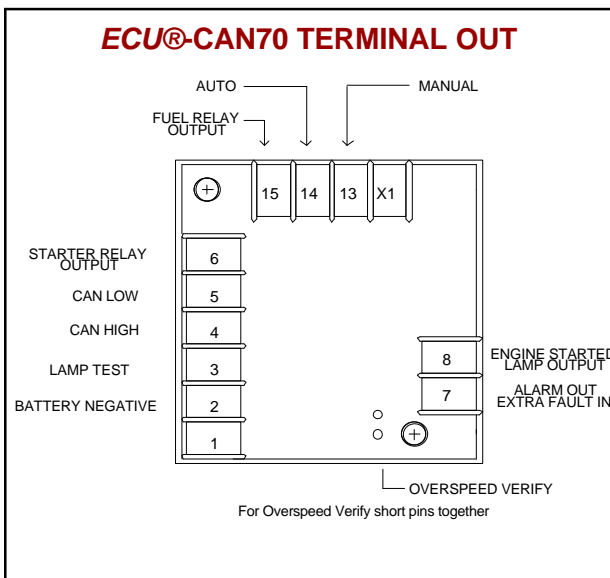 ECU®-CAN70 TERMINAL OUT
AUTO
MANUAL
FUEL RELAY
OUTPUT
15
14
13
X1
STARTER RELAY
OUTPUT
6
CAN LOW
5
CAN HIGH
4
LAMP TEST
3
BATTERY NEGATIVE
2
1
8
ENGINE STARTED
LAMP OUTPUT
7
ALARM OUT
EXTRA FAULT IN
OVERSPEED VERIFY
For Overspeed Verify short pins together